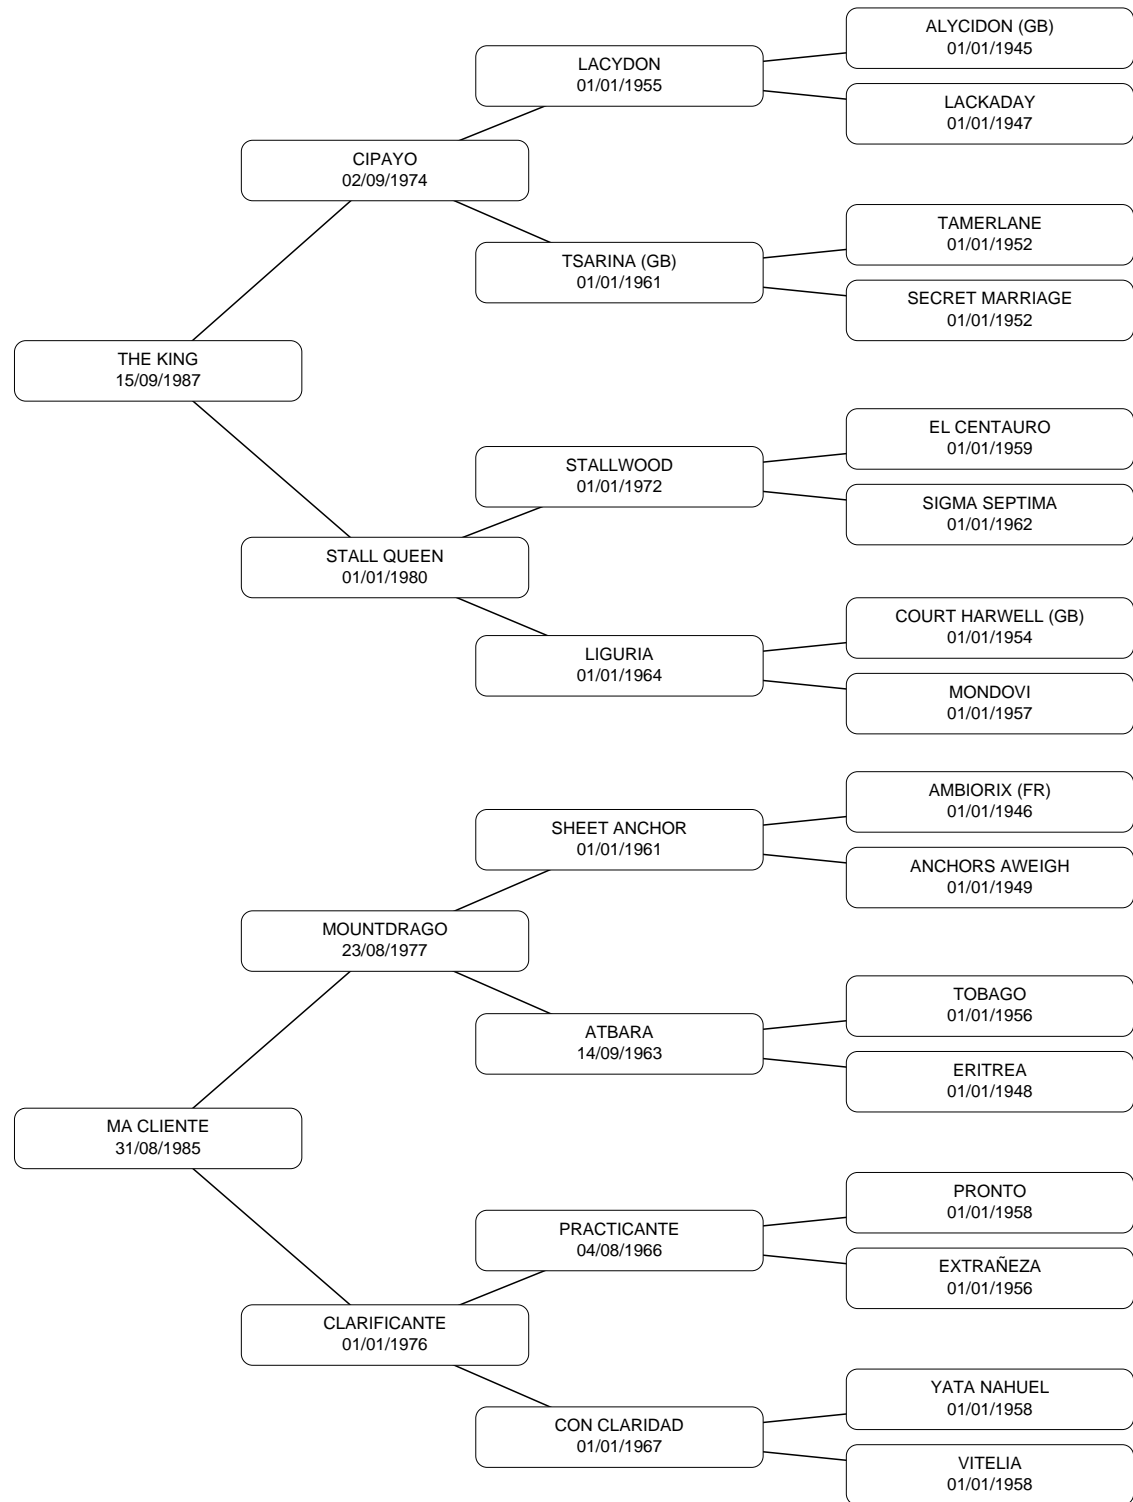 ALYCIDON (GB)
01/01/1945
LACYDON
01/01/1955
LACKADAY
01/01/1947
CIPAYO
02/09/1974
TAMERLANE
01/01/1952
TSARINA (GB)
01/01/1961
SECRET MARRIAGE
01/01/1952
THE KING
15/09/1987
EL CENTAURO
01/01/1959
STALLWOOD
01/01/1972
SIGMA SEPTIMA
01/01/1962
STALL QUEEN
01/01/1980
COURT HARWELL (GB)
01/01/1954
LIGURIA
01/01/1964
MONDOVI
01/01/1957
AMBIORIX (FR)
01/01/1946
SHEET ANCHOR
01/01/1961
ANCHORS AWEIGH
01/01/1949
MOUNTDRAGO
23/08/1977
TOBAGO
01/01/1956
ATBARA
14/09/1963
ERITREA
01/01/1948
MA CLIENTE
31/08/1985
PRONTO
01/01/1958
PRACTICANTE
04/08/1966
EXTRAÑEZA
01/01/1956
CLARIFICANTE
01/01/1976
YATA NAHUEL
01/01/1958
CON CLARIDAD
01/01/1967
VITELIA
01/01/1958